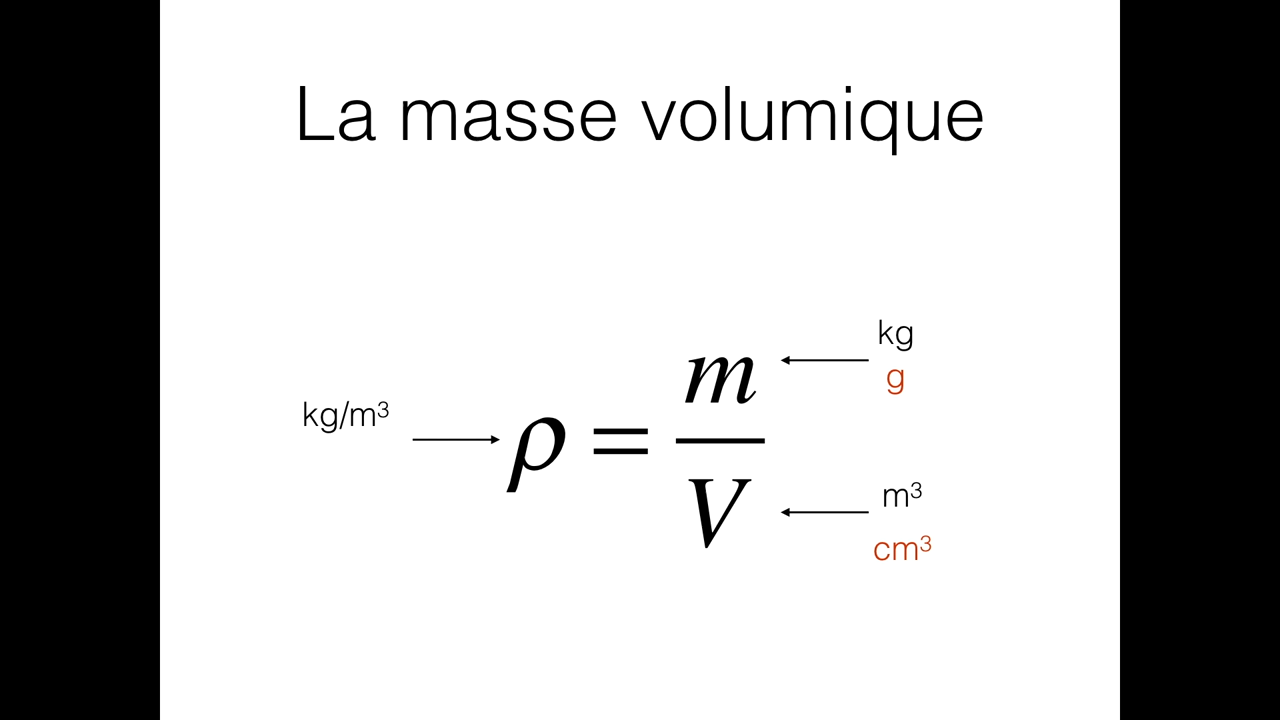 La masse volumique
kg
g
kg/m³
ρ = m/V
m³
cm³